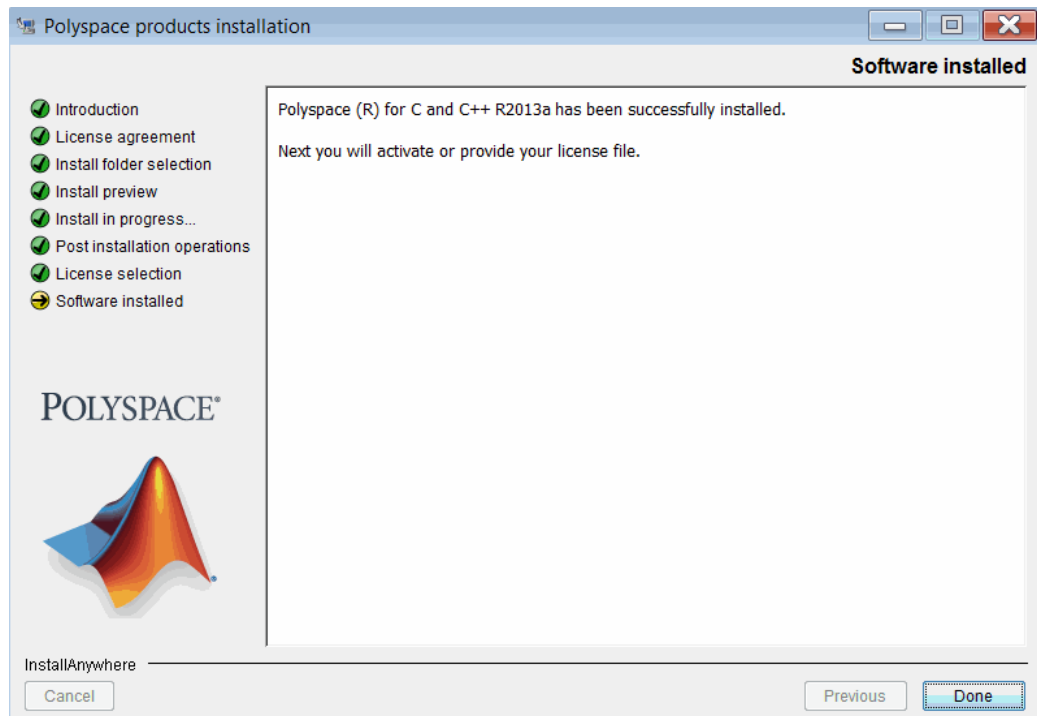 Polyspace products installation
Software installed
Introduction
License agreement
Install folder selection
Install preview
Install in progress...
Post installation operations
License selection
Software installed
Polyspace (R) for C and C++ R2013a has been successfully installed.
Next you will activate or provide your license file.
POLYSPACE®
InstallAnywhere
Cancel
Previous
Done